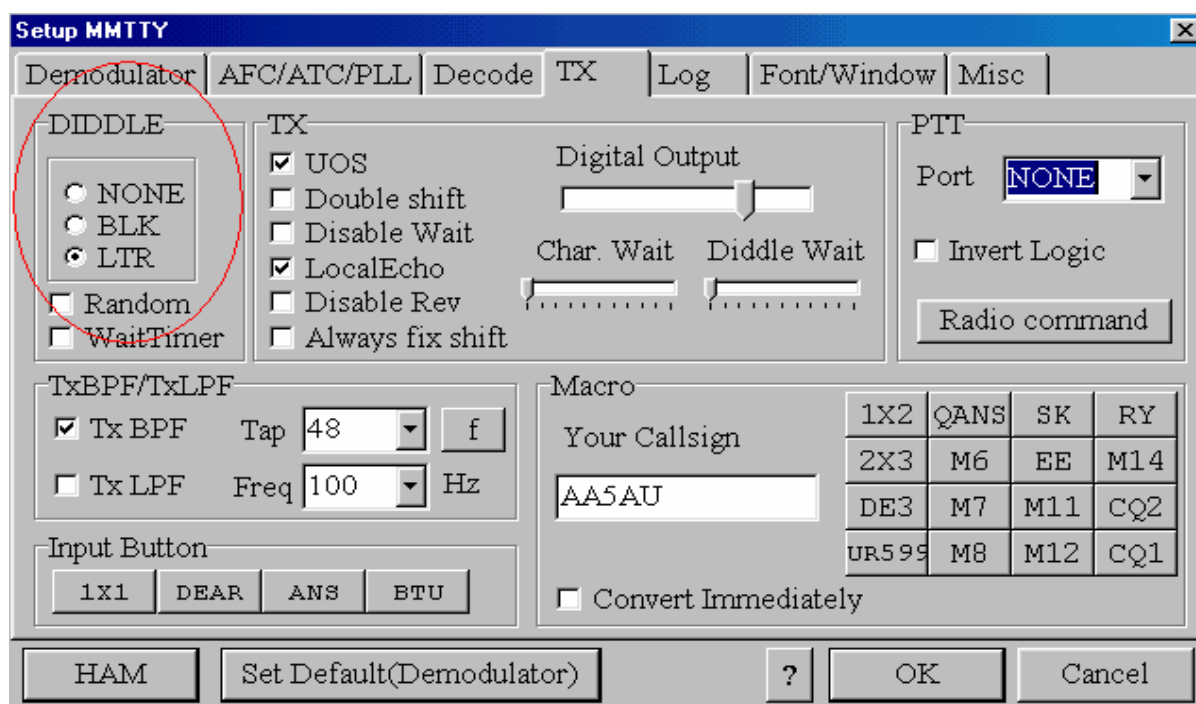 Setup MMTTY
Demodulator AFC/ATC/PLL Decode TX Log Font/Window Misc
DIDDLE
NONE
BLK
LTR
Random
WaitTimer
TX
UOS
Double shift
Disable Wait
LocalEcho
Disable Rev
Always fix shift
Digital Output
Char. Wait Diddle Wait
PTT
Port NONE
Invert Logic
Radio command
TxBPF/TxLPF
Tx BPF Tap 48 f
Tx LPF Freq 100 Hz
Input Button
1X1 DEAR ANS BTU
Macro
Your Callsign
AA5AU
Convert Immediately
1X2 QANS SK RY
2X3 M6 EE M14
DE3 M7 M11 CQ2
UR599 M8 M12 CQ1
HAM Set Default(Demodulator) ? OK Cancel